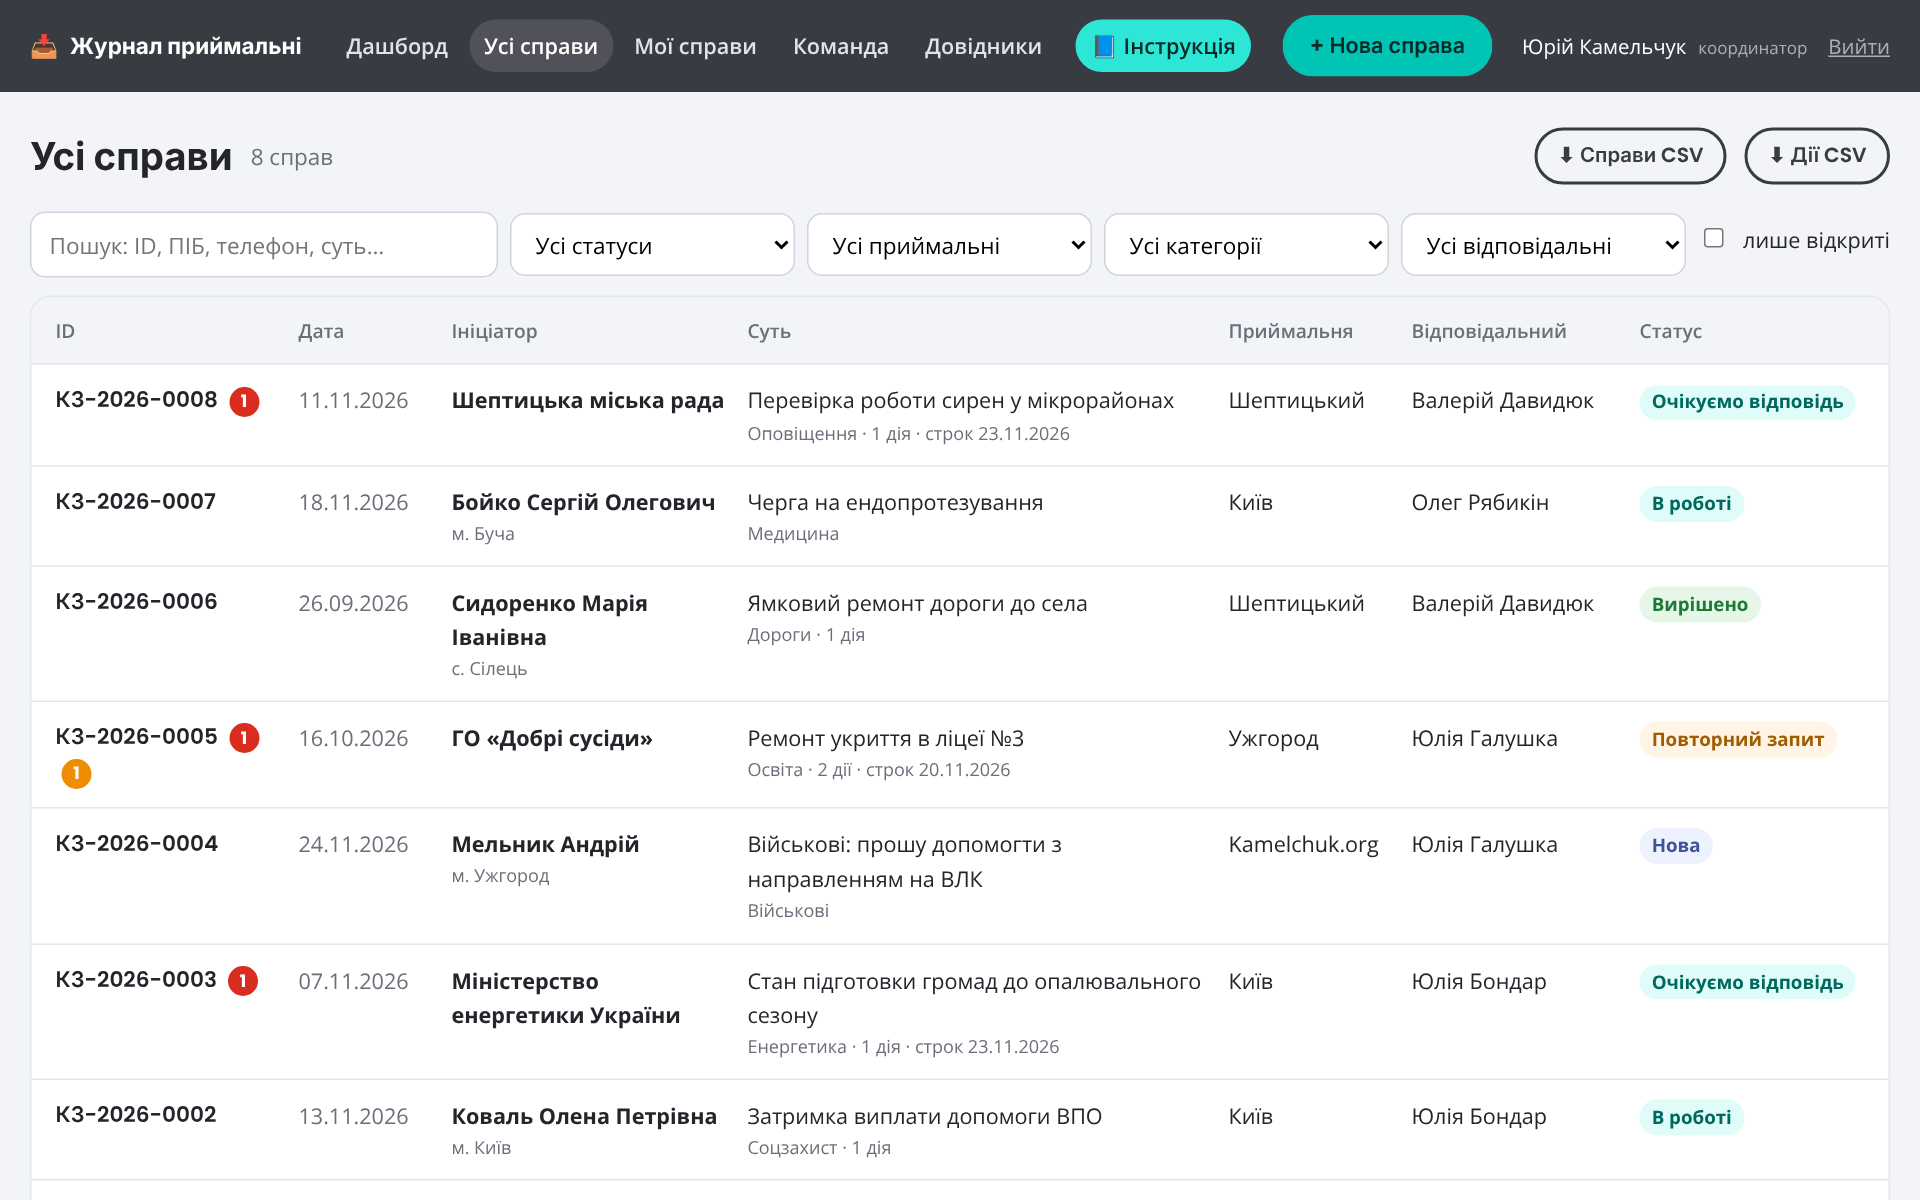 Журнал приймальні
Дашборд
Усі справи
Мої справи
Команда
Довідники
Інструкція
+ Нова справа
Юрій Камельчук координатор
Вийти
Усі справи 8 справ
⬇ Справи CSV
⬇ Дії CSV
Пошук: ID, ПІБ, телефон, суть...
Усі статуси
Усі приймальні
Усі категорії
Усі відповідальні
лише відкриті
ID Дата Ініціатор Суть Приймальня Відповідальний Статус
КЗ-2026-0008 1 11.11.2026 Шептицька міська рада Перевірка роботи сирен у мікрорайонах Шептицький Валерій Давидюк Очікуємо відповідь
Оповіщення · 1 дія · строк 23.11.2026
КЗ-2026-0007 18.11.2026 Бойко Сергій Олегович Черга на ендопротезування Київ Олег Рябикін В роботі
м. Буча Медицина
КЗ-2026-0006 26.09.2026 Сидоренко Марія Ямковий ремонт дороги до села Шептицький Валерій Давидюк Вирішено
Іванівна Дороги · 1 дія
с. Сілець
КЗ-2026-0005 1 16.10.2026 ГО «Добрі сусіди» Ремонт укриття в ліцеї №3 Ужгород Юлія Галушка Повторний запит
1 Освіта · 2 дії · строк 20.11.2026
КЗ-2026-0004 24.11.2026 Мельник Андрій Військові: прошу допомогти з Kamelchuk.org Юлія Галушка Нова
м. Ужгород направленням на ВЛК
Військові
КЗ-2026-0003 1 07.11.2026 Міністерство Стан підготовки громад до опалювального Київ Юлія Бондар Очікуємо відповідь
енергетики України сезону
Енергетика · 1 дія · строк 23.11.2026
КЗ-2026-0002 13.11.2026 Коваль Олена Петрівна Затримка виплати допомоги ВПО Київ Юлія Бондар В роботі
м. Київ Соцзахист · 1 дія